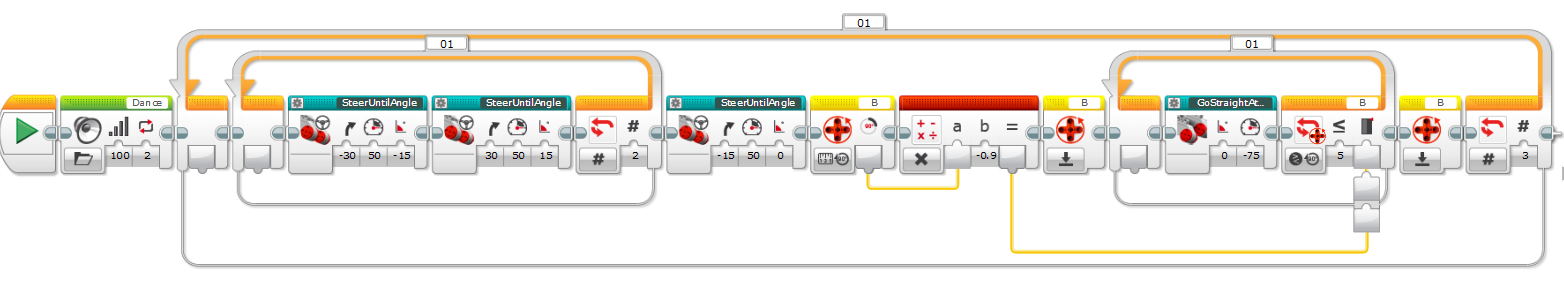 01
01
01
Dance
SteerUntilAngle
SteerUntilAngle
SteerUntilAngle
B
B
GoStraightAt...
B
B
#
90°
a b =
≤
#
100 2
#
-30 50 -15
30 50 15
2
-15 50 0
-0.9
0 -75
5
#
3